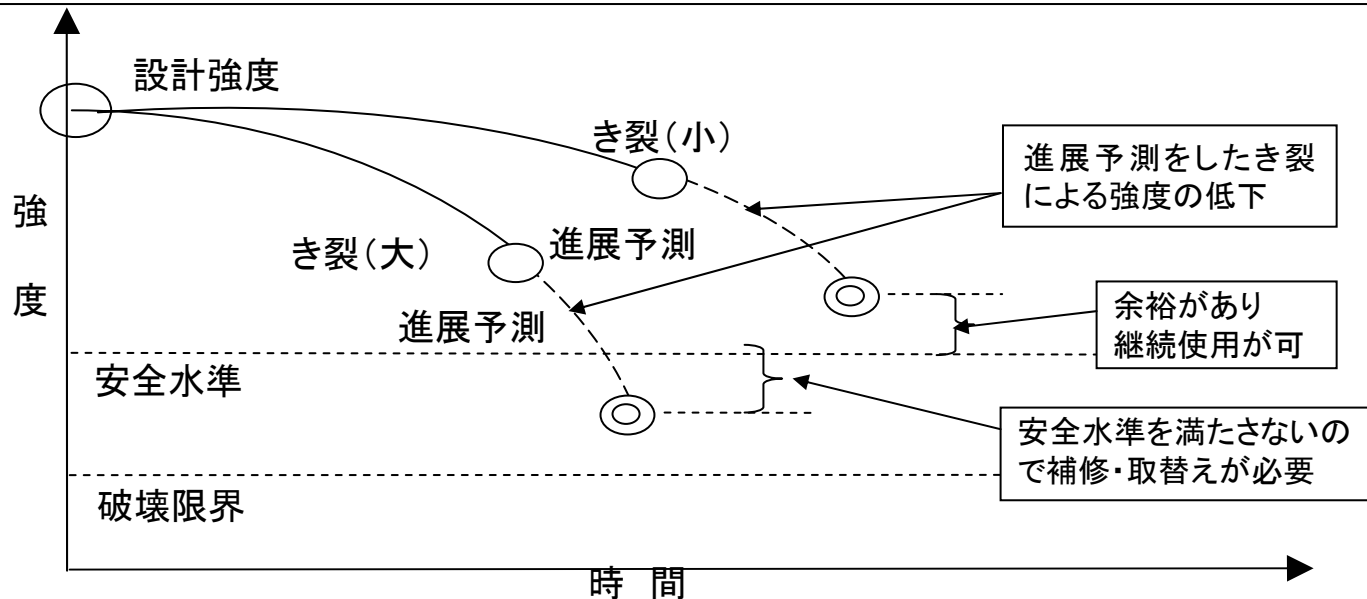 設計強度
き裂（小）
進展予測をしたき裂
による強度の低下
強
度
き裂（大）
進展予測
進展予測
余裕があり
継続使用が可
安全水準
安全水準を満たさないの
で補修・取替えが必要
破壊限界
時 間